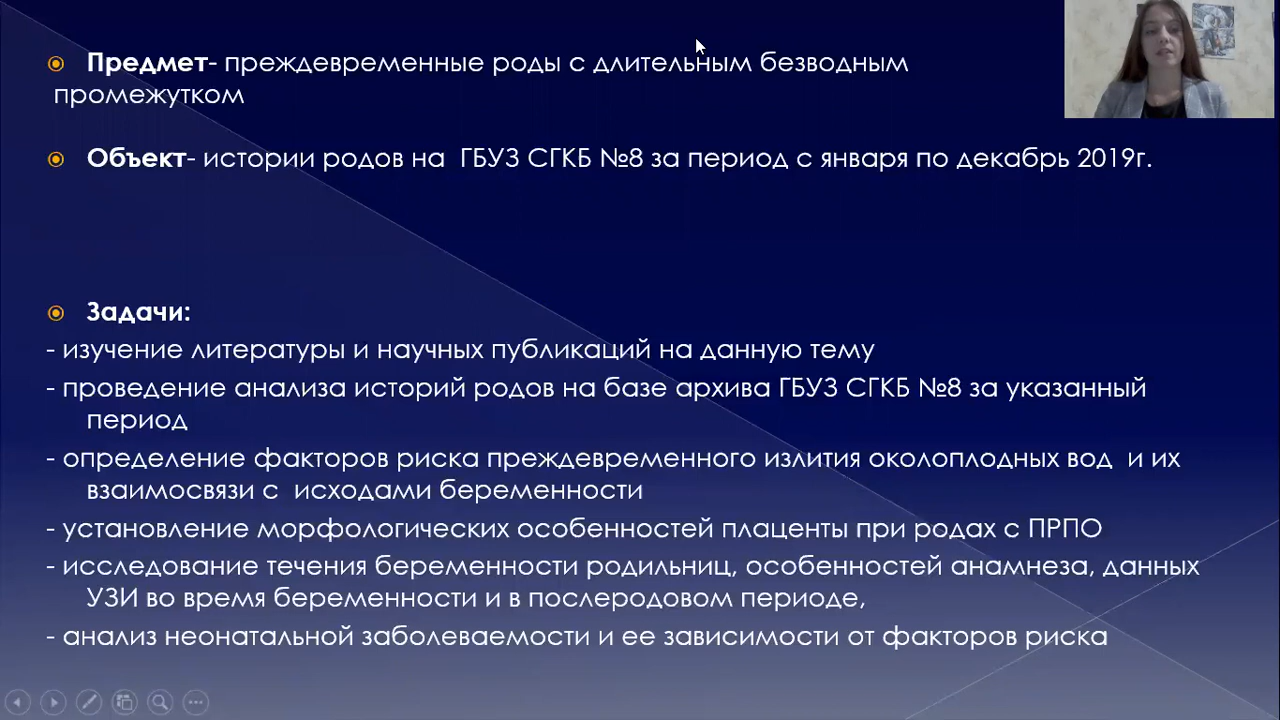 Предмет- преждевременные роды с длительным безводным
промежутком
Объект- истории родов на ГБУЗ СГКБ №8 за период с января по декабрь 2019г.
Задачи:
- изучение литературы и научных публикаций на данную тему
- проведение анализа историй родов на базе архива ГБУЗ СГКБ №8 за указанный
период
- определение факторов риска преждевременного излития околоплодных вод и их
взаимосвязи с исходами беременности
- установление морфологических особенностей плаценты при родах с ПРПО
- исследование течения беременности родильниц, особенностей анамнеза, данных
УЗИ во время беременности и в послеродовом периоде,
- анализ неонатальной заболеваемости и ее зависимости от факторов риска